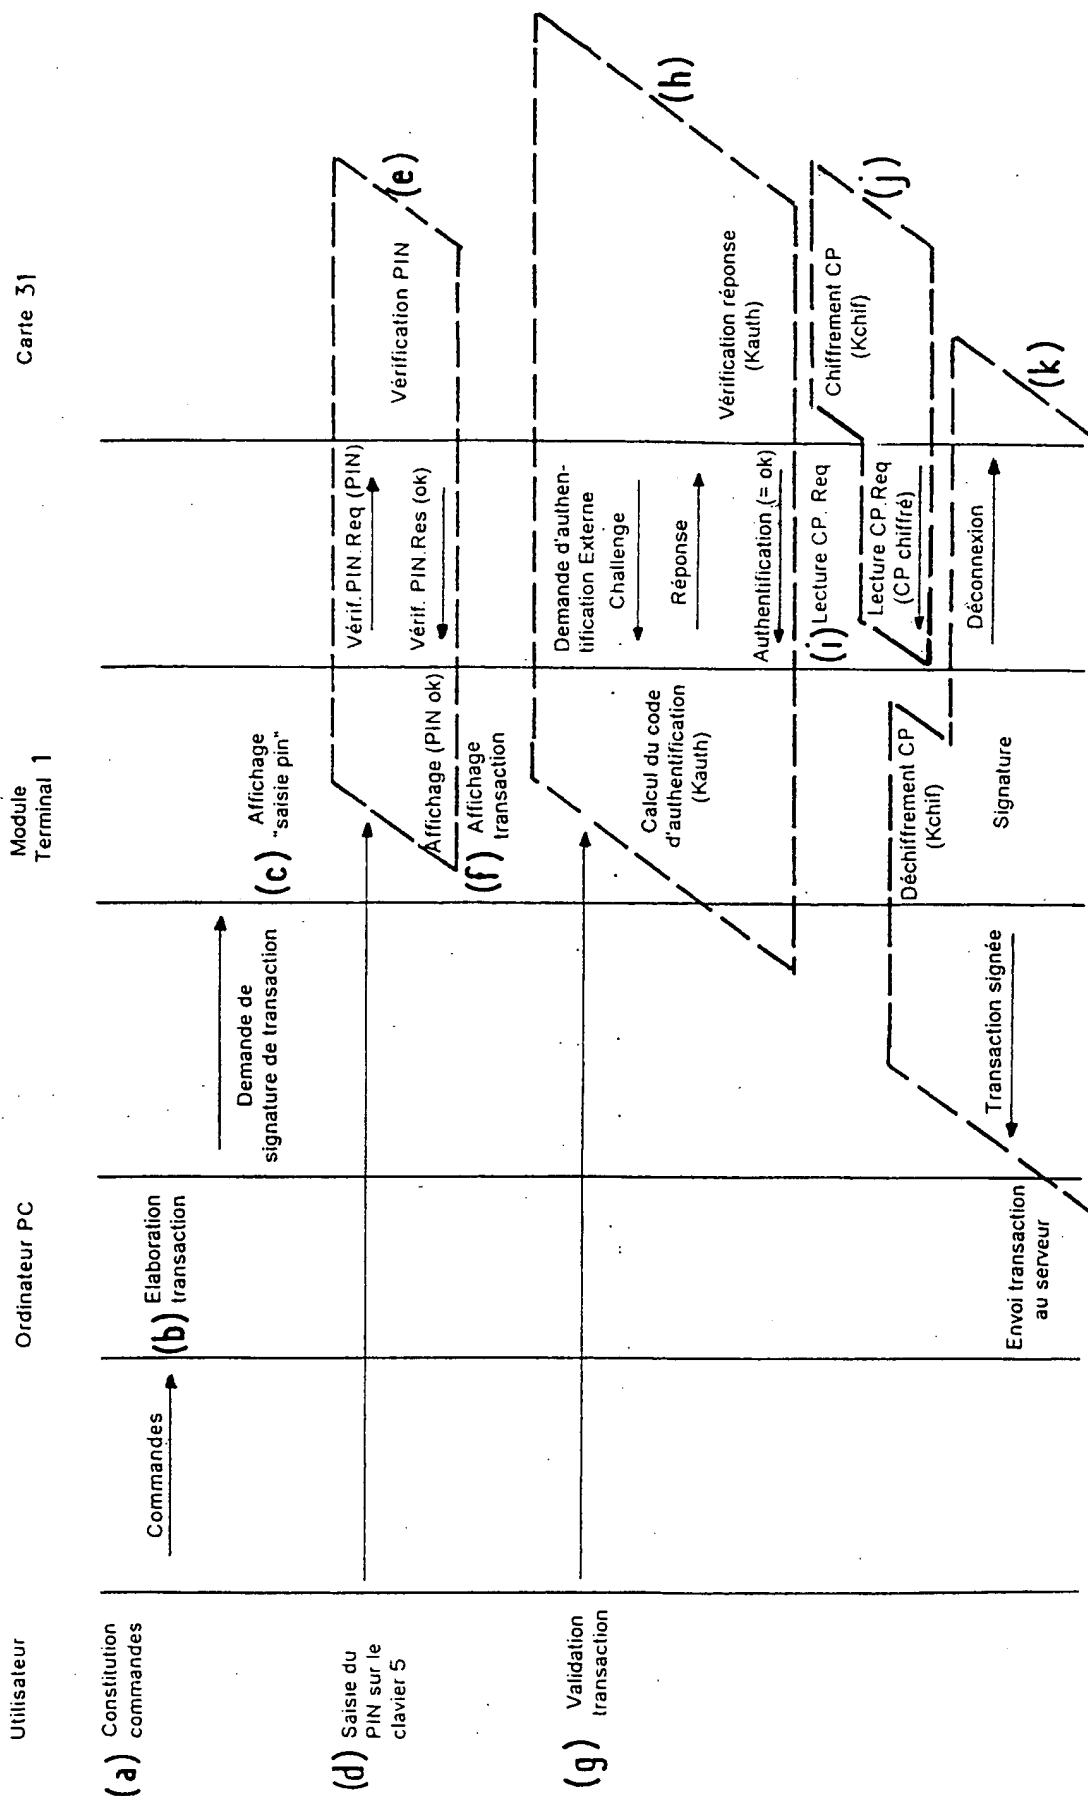 Utilisateur
Ordinateur PC
Module
Terminal 1
Carte 31
(a) Constitution
commandes
Commandes
(b) Elaboration
transaction
Demande de
signature de transaction
(c) Affichage
"saisie pin"
(d) Saisie du
PIN sur le
clavier 5
Vérif. PIN.Req (PIN)
Vérification PIN
(e)
Vérif. PIN.Res (ok)
Affichage (PIN ok)
(f) Affichage
transaction
(g) Validation
transaction
Demande d'authen-
tification Externe
Challenge
Calcul du code
d'authentification
(Kauth)
Réponse
Vérification réponse
(Kauth)
(h)
Authentification (= ok)
(i) Lecture CP. Req
Chiffrement CP
(Kchif)
(j)
Lecture CP.Req
(CP chiffré)
Déchiffrement CP
(Kchif)
Déconnexion
(k)
Signature
Transaction signée
Envoi transaction
au serveur